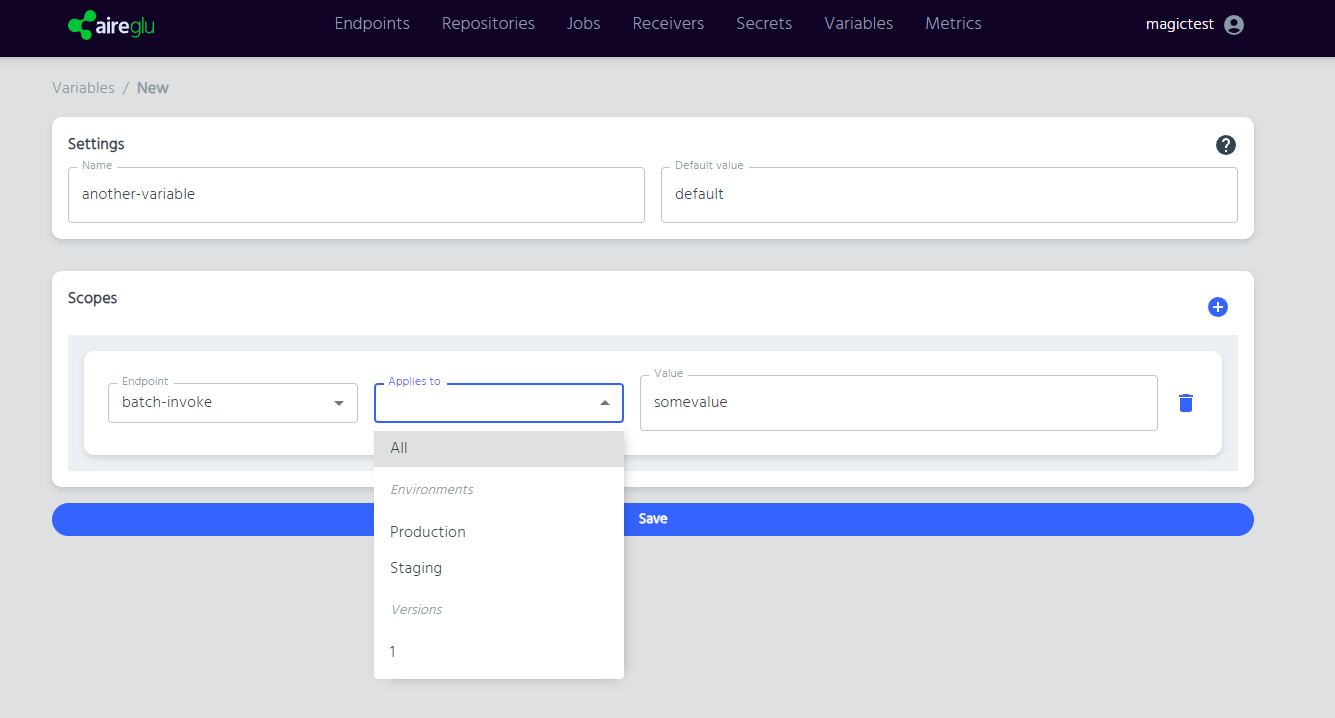 aireglu
Endpoints Repositories Jobs Receivers Secrets Variables Metrics
magictest
Variables / New
Settings
?
Name
another-variable
Default value
default
Scopes
+
Endpoint
batch-invoke
Applies to
Value
somevalue
All
Environments
Production
Staging
Versions
1
Save